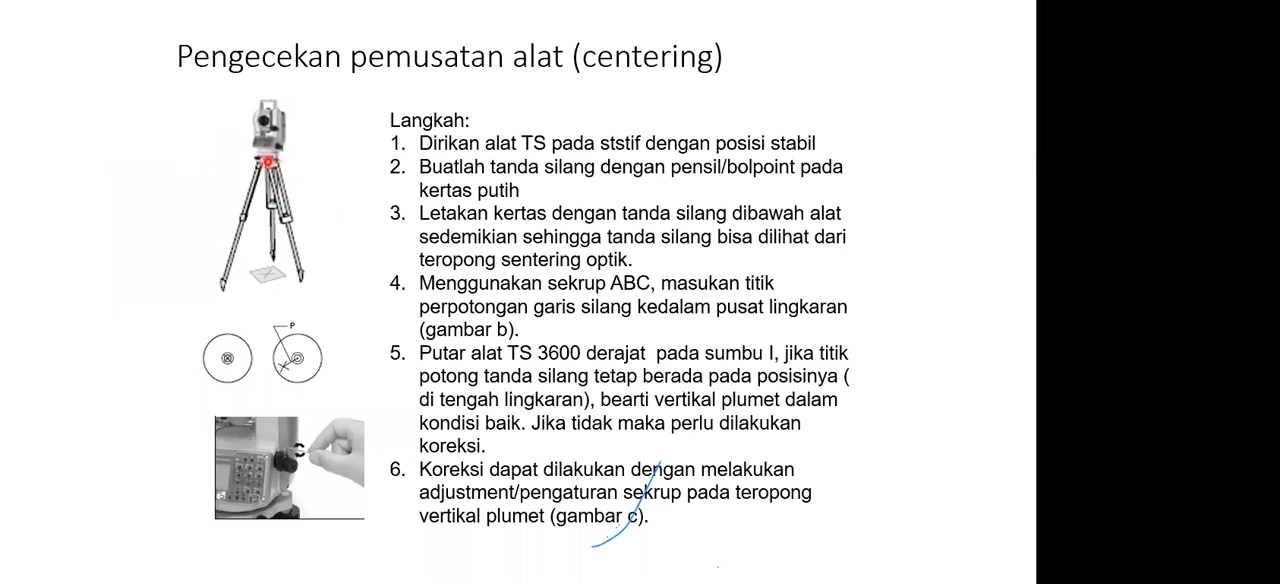 Pengecekan pemusatan alat (centering)
Langkah:
1. Dirikan alat TS pada ststif dengan posisi stabil
2. Buatlah tanda silang dengan pensil/bolpoint pada
kertas putih
3. Letakan kertas dengan tanda silang dibawah alat
sedemikian sehingga tanda silang bisa dilihat dari
teropong sentering optik.
4. Menggunakan sekrup ABC, masukan titik
perpotongan garis silang kedalam pusat lingkaran
(gambar b).
5. Putar alat TS 3600 derajat  pada sumbu I, jika titik
potong tanda silang tetap berada pada posisinya (
di tengah lingkaran), bearti vertikal plumet dalam
kondisi baik. Jika tidak maka perlu dilakukan
koreksi.
6. Koreksi dapat dilakukan dengan melakukan
adjustment/pengaturan sekrup pada teropong
vertikal plumet (gambar c).
P